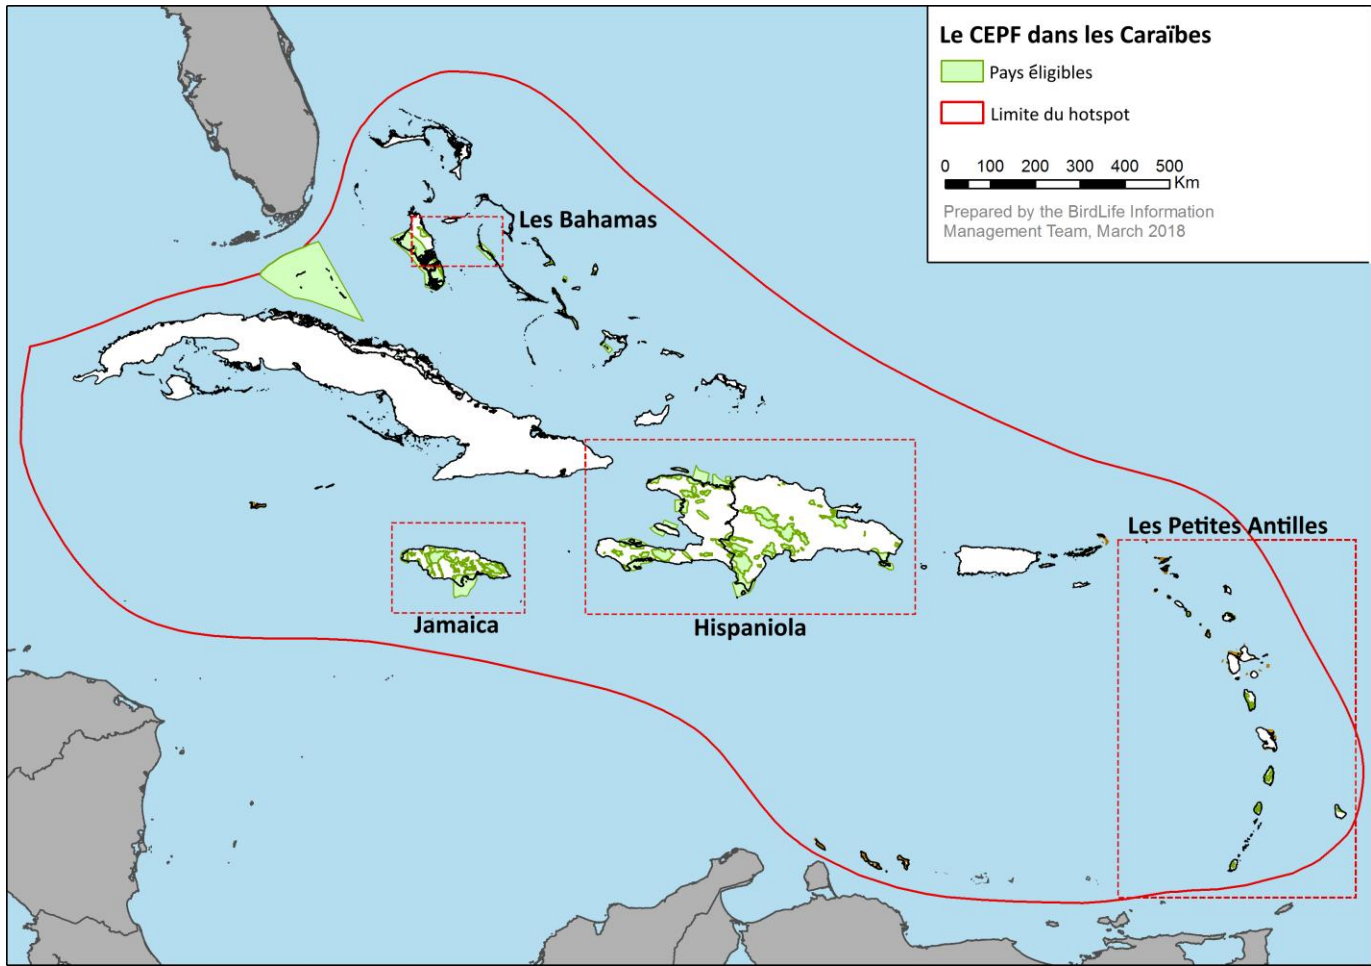 Le CEPF dans les Caraïbes
Pays éligibles
Limite du hotspot
0 100 200 300 400 500
Km
Prepared by the BirdLife Information
Management Team, March 2018
Les Bahamas
Les Petites Antilles
Jamaica
Hispaniola